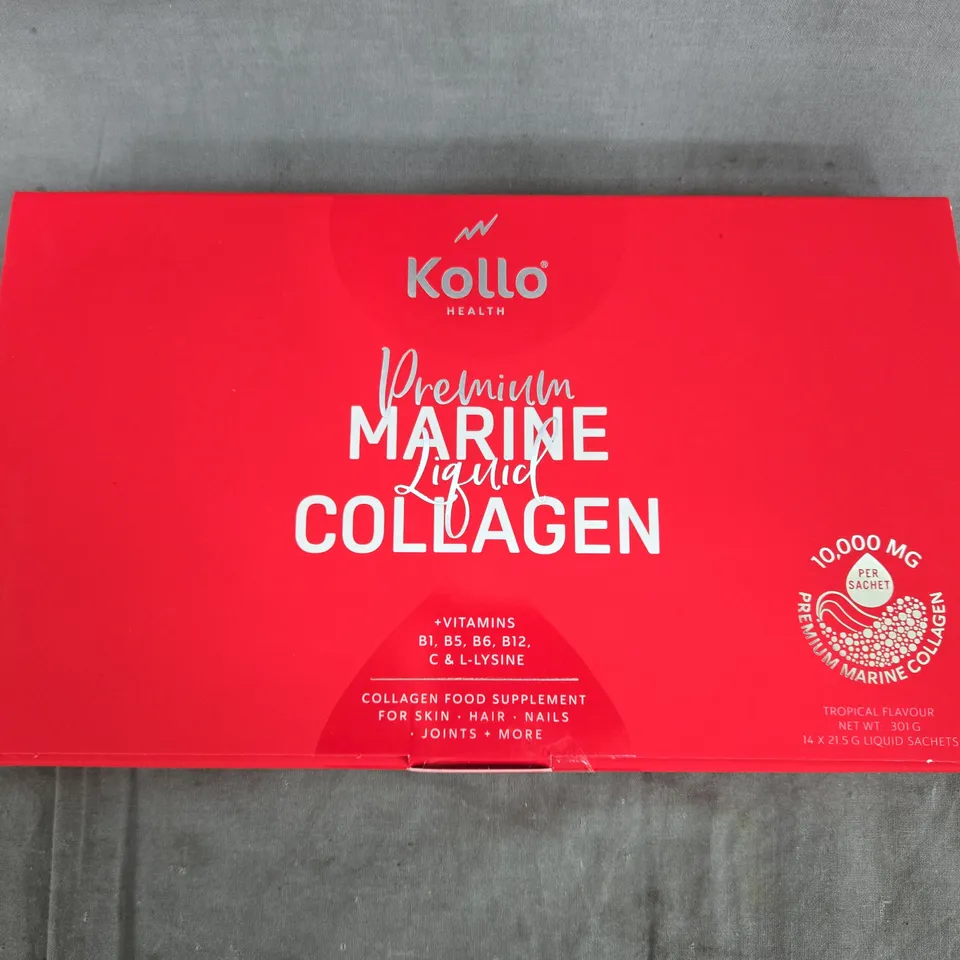 Kollo®
HEALTH
Premium
MARINE
Liquid
COLLAGEN
+VITAMINS
B1, B5, B6, B12,
C & L-LYSINE
COLLAGEN FOOD SUPPLEMENT
FOR SKIN · HAIR · NAILS
· JOINTS + MORE
10,000 MG
PER
SACHET
PREMIUM MARINE COLLAGEN
TROPICAL FLAVOUR
NET WT: 301 G
14 X 21.5 G LIQUID SACHETS